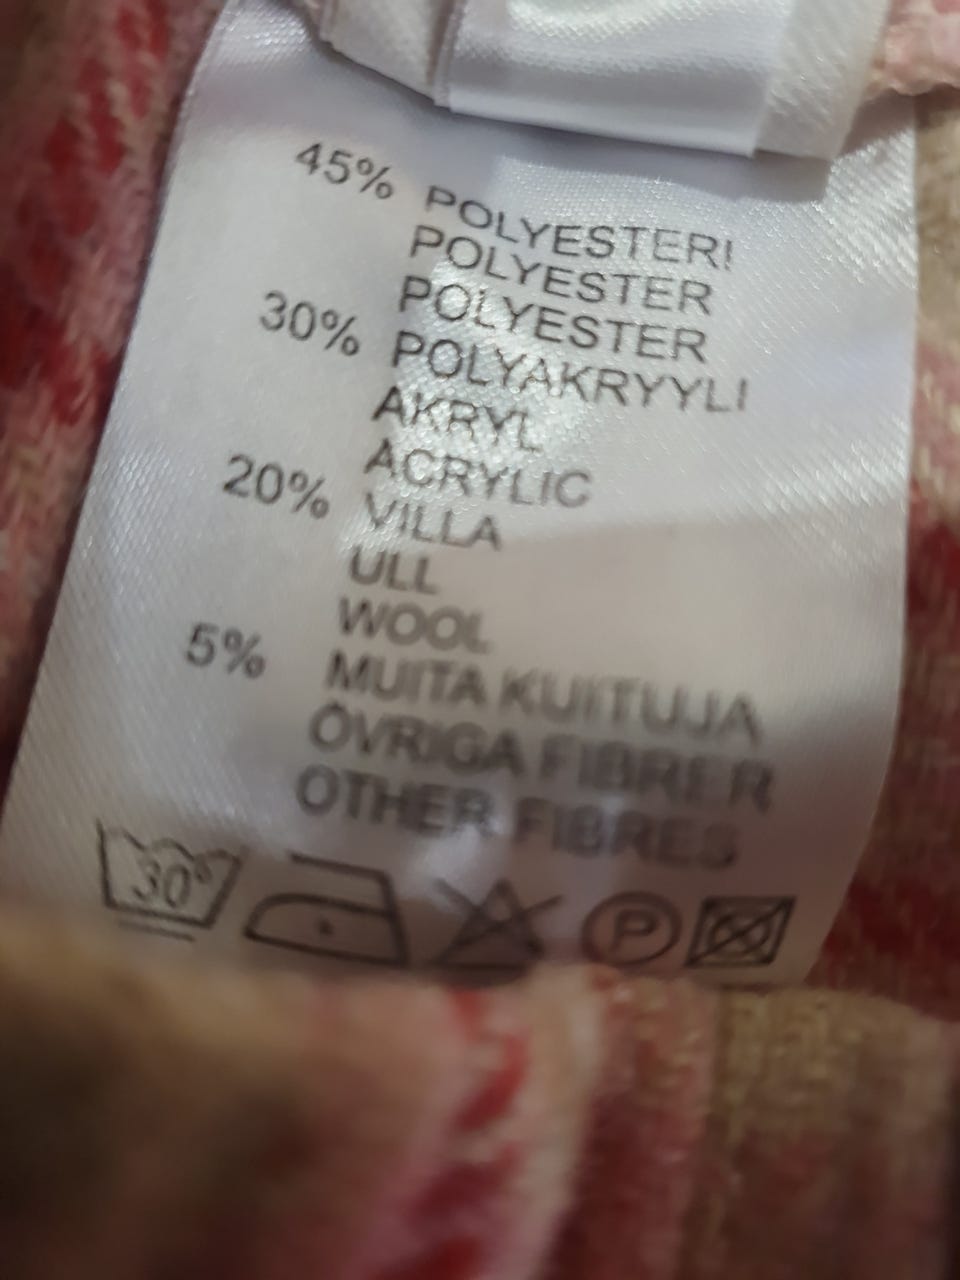 45% POLYESTERI
POLYESTER
POLYESTER
30% POLYAKRYYLI
AKRYL
ACRYLIC
20% VILLA
ULL
WOOL
5% MUITA KUITUJA
ÖVRIGA FIBRER
OTHER FIBRES
30° P